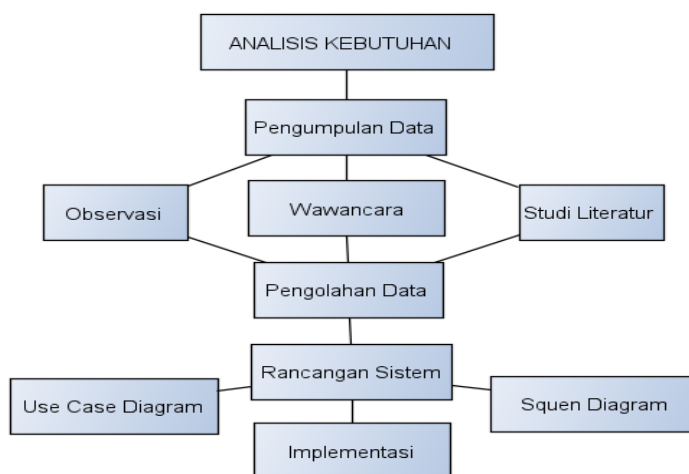 ANALISIS KEBUTUHAN
Pengumpulan Data
Observasi
Wawancara
Studi Literatur
Pengolahan Data
Rancangan Sistem
Use Case Diagram
Squen Diagram
Implementasi